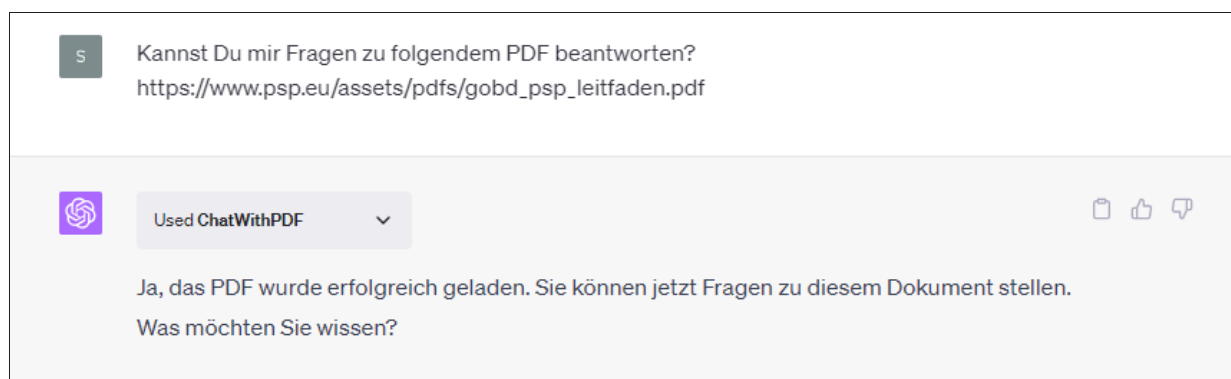 S
Kannst Du mir Fragen zu folgendem PDF beantworten?
https://www.psp.eu/assets/pdfs/gobd_psp_leitfaden.pdf
Used ChatWithPDF
Ja, das PDF wurde erfolgreich geladen. Sie können jetzt Fragen zu diesem Dokument stellen.
Was möchten Sie wissen?